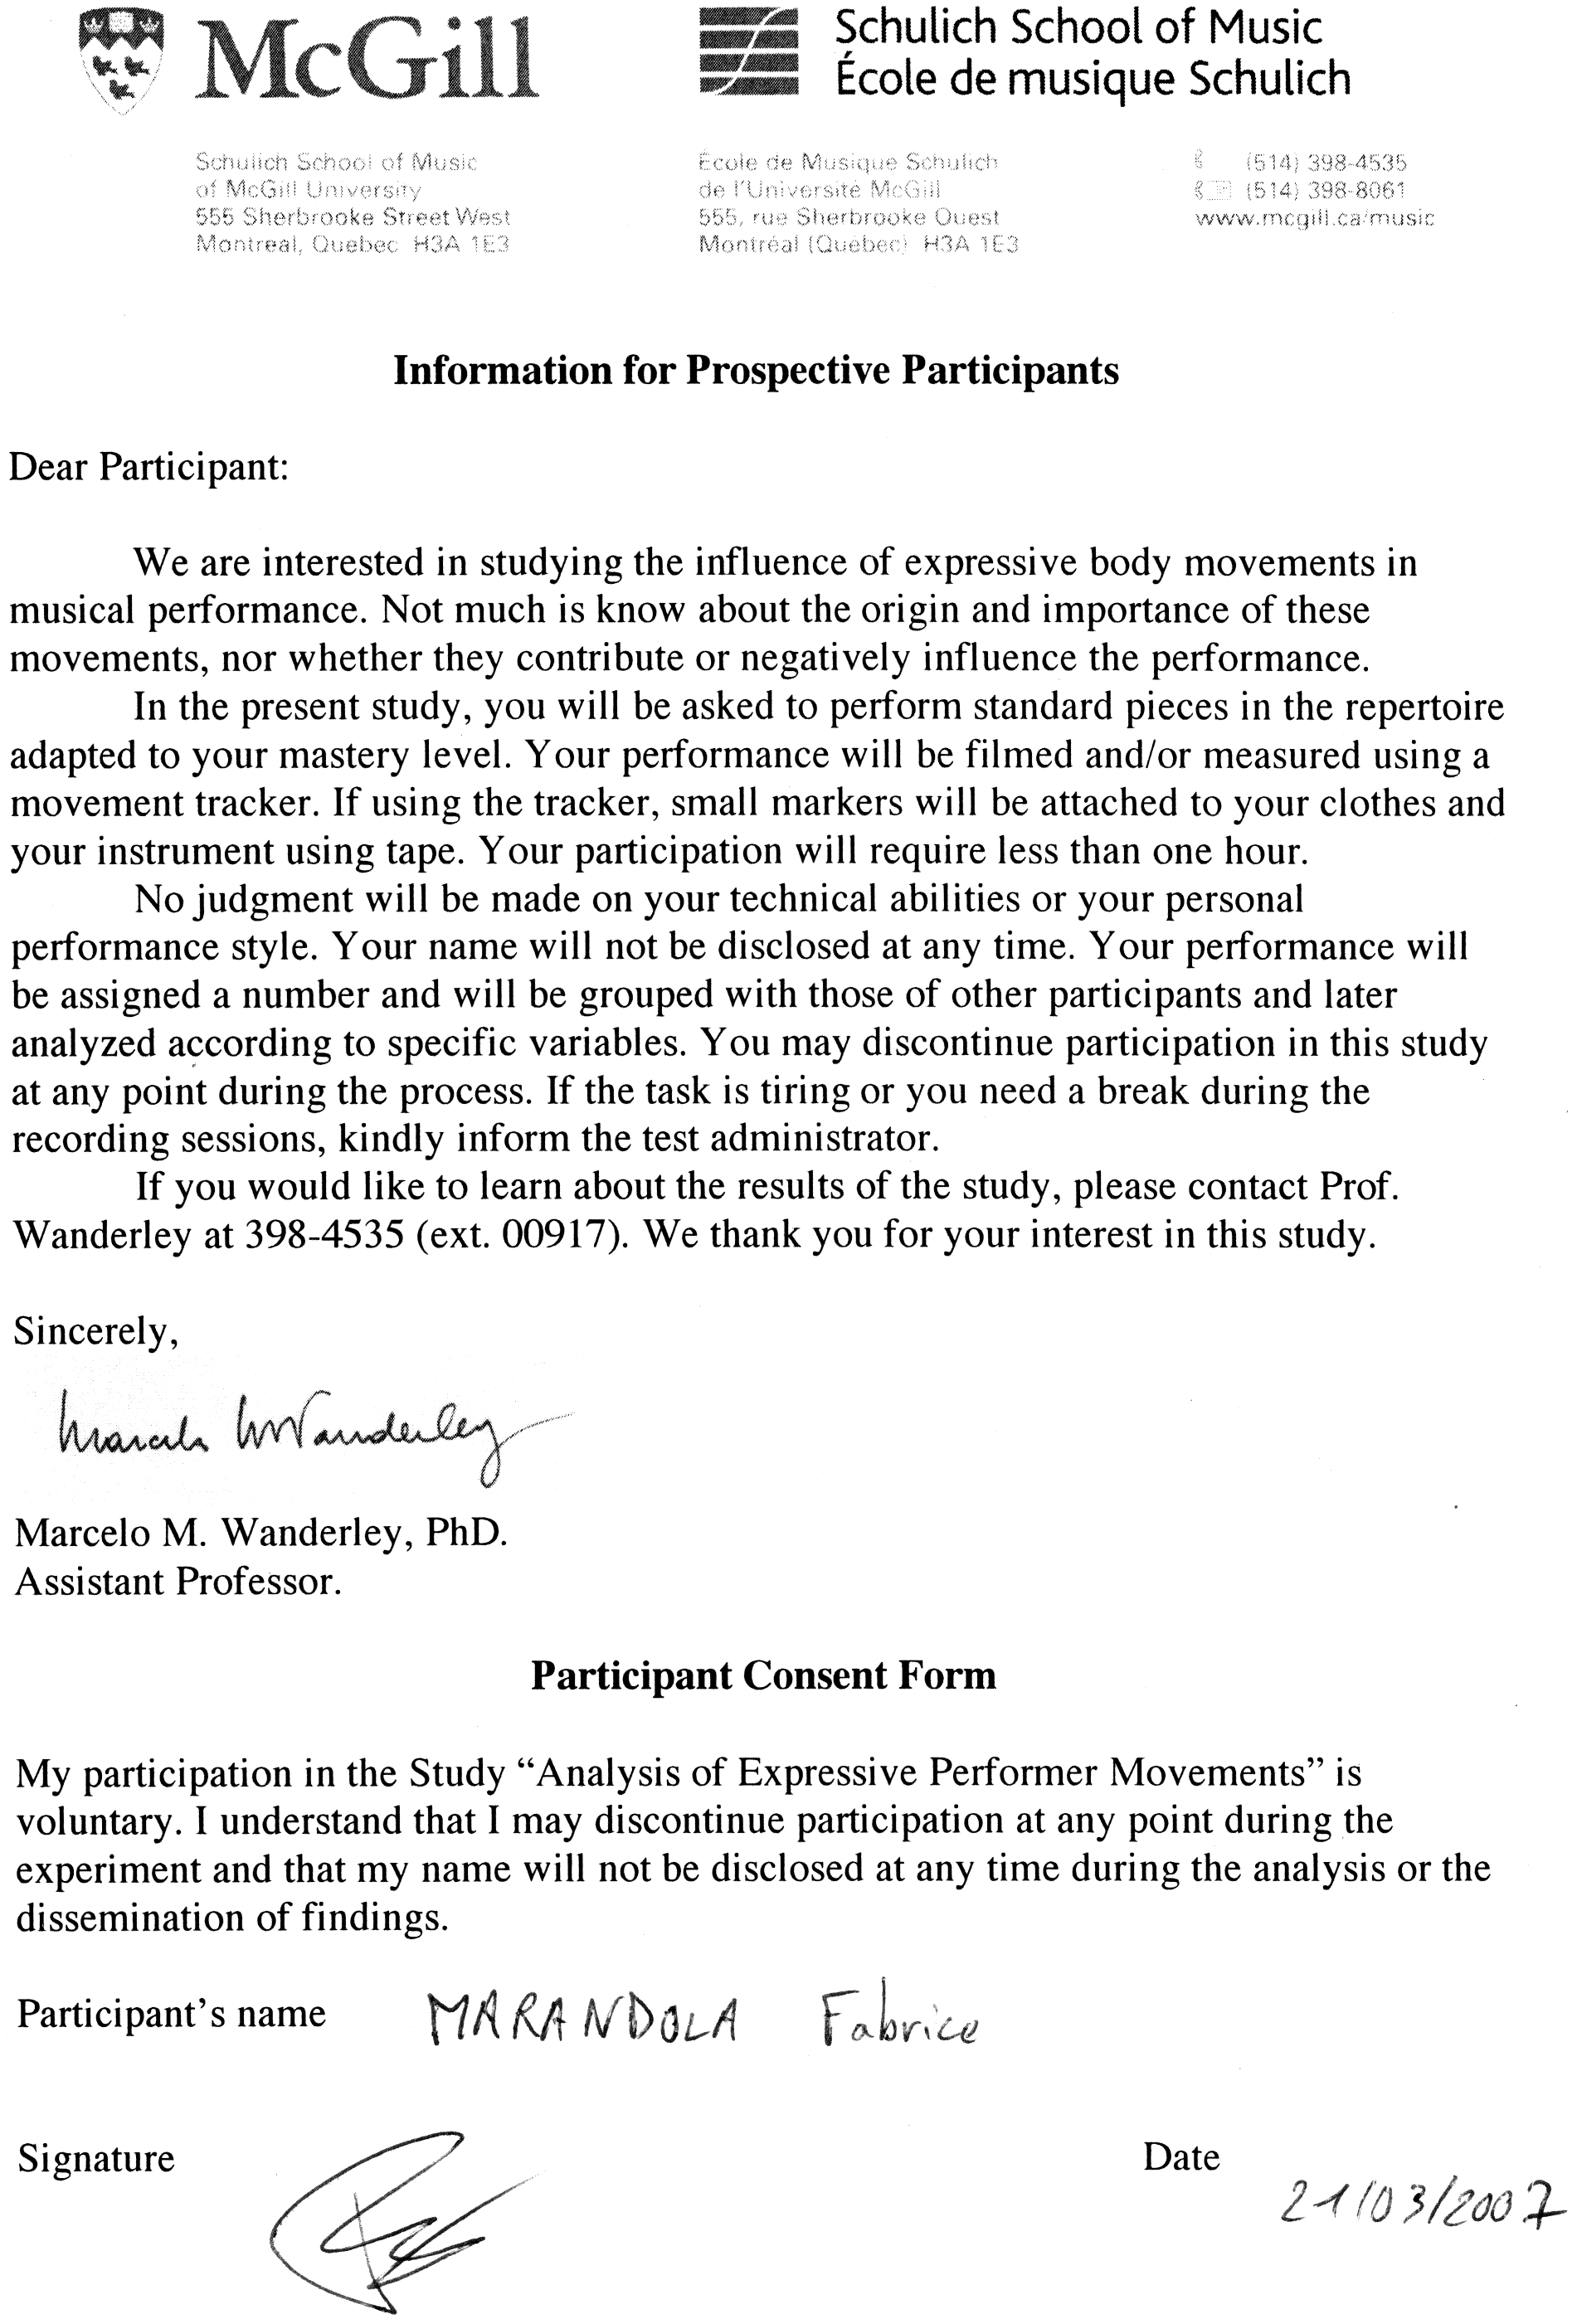 McGill
Schulich School of Music
École de musique Schulich
Schulich School of Music
of McGill University
555 Sherbrooke Street West
Montreal, Quebec H3A 1E3
École de Musique Schulich
de l'Université McGill
555, rue Sherbrooke Ouest
Montréal (Québec) H3A 1E3
(514) 398-4535
(514) 398-8061
www.mcgill.ca/music
Information for Prospective Participants
Dear Participant:
We are interested in studying the influence of expressive body movements in
musical performance. Not much is know about the origin and importance of these
movements, nor whether they contribute or negatively influence the performance.
In the present study, you will be asked to perform standard pieces in the repertoire
adapted to your mastery level. Your performance will be filmed and/or measured using a
movement tracker. If using the tracker, small markers will be attached to your clothes and
your instrument using tape. Your participation will require less than one hour.
No judgment will be made on your technical abilities or your personal
performance style. Your name will not be disclosed at any time. Your performance will
be assigned a number and will be grouped with those of other participants and later
analyzed according to specific variables. You may discontinue participation in this study
at any point during the process. If the task is tiring or you need a break during the
recording sessions, kindly inform the test administrator.
If you would like to learn about the results of the study, please contact Prof.
Wanderley at 398-4535 (ext. 00917). We thank you for your interest in this study.
Sincerely,
Marcelo M Wanderley
Marcelo M. Wanderley, PhD.
Assistant Professor.
Participant Consent Form
My participation in the Study “Analysis of Expressive Performer Movements” is
voluntary. I understand that I may discontinue participation at any point during the
experiment and that my name will not be disclosed at any time during the analysis or the
dissemination of findings.
Participant’s name MARANDOLA Fabrice
Signature Date
21/03/2007